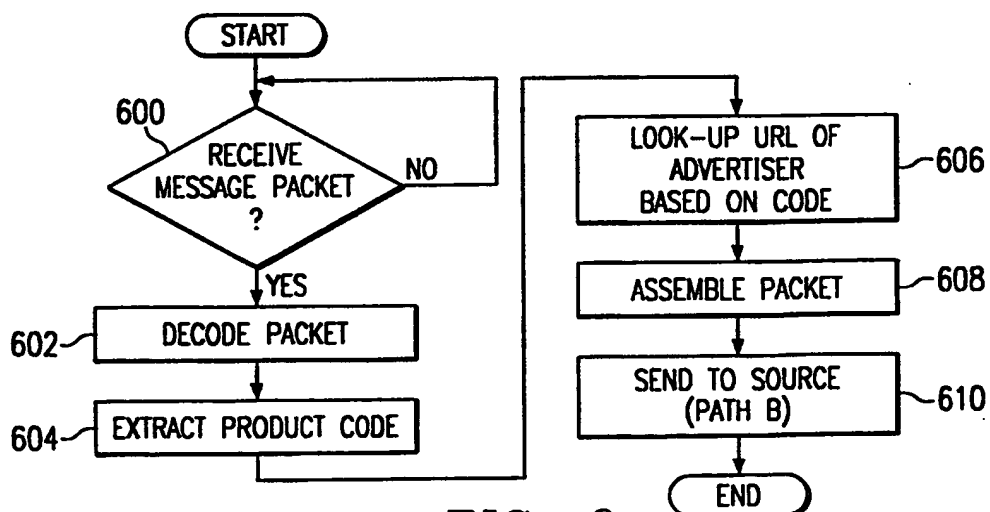 START
600
RECEIVE
MESSAGE PACKET
?
NO
YES
602
DECODE PACKET
604
EXTRACT PRODUCT CODE
LOOK-UP URL OF
ADVERTISER
BASED ON CODE
606
ASSEMBLE PACKET
608
SEND TO SOURCE
(PATH B)
610
END